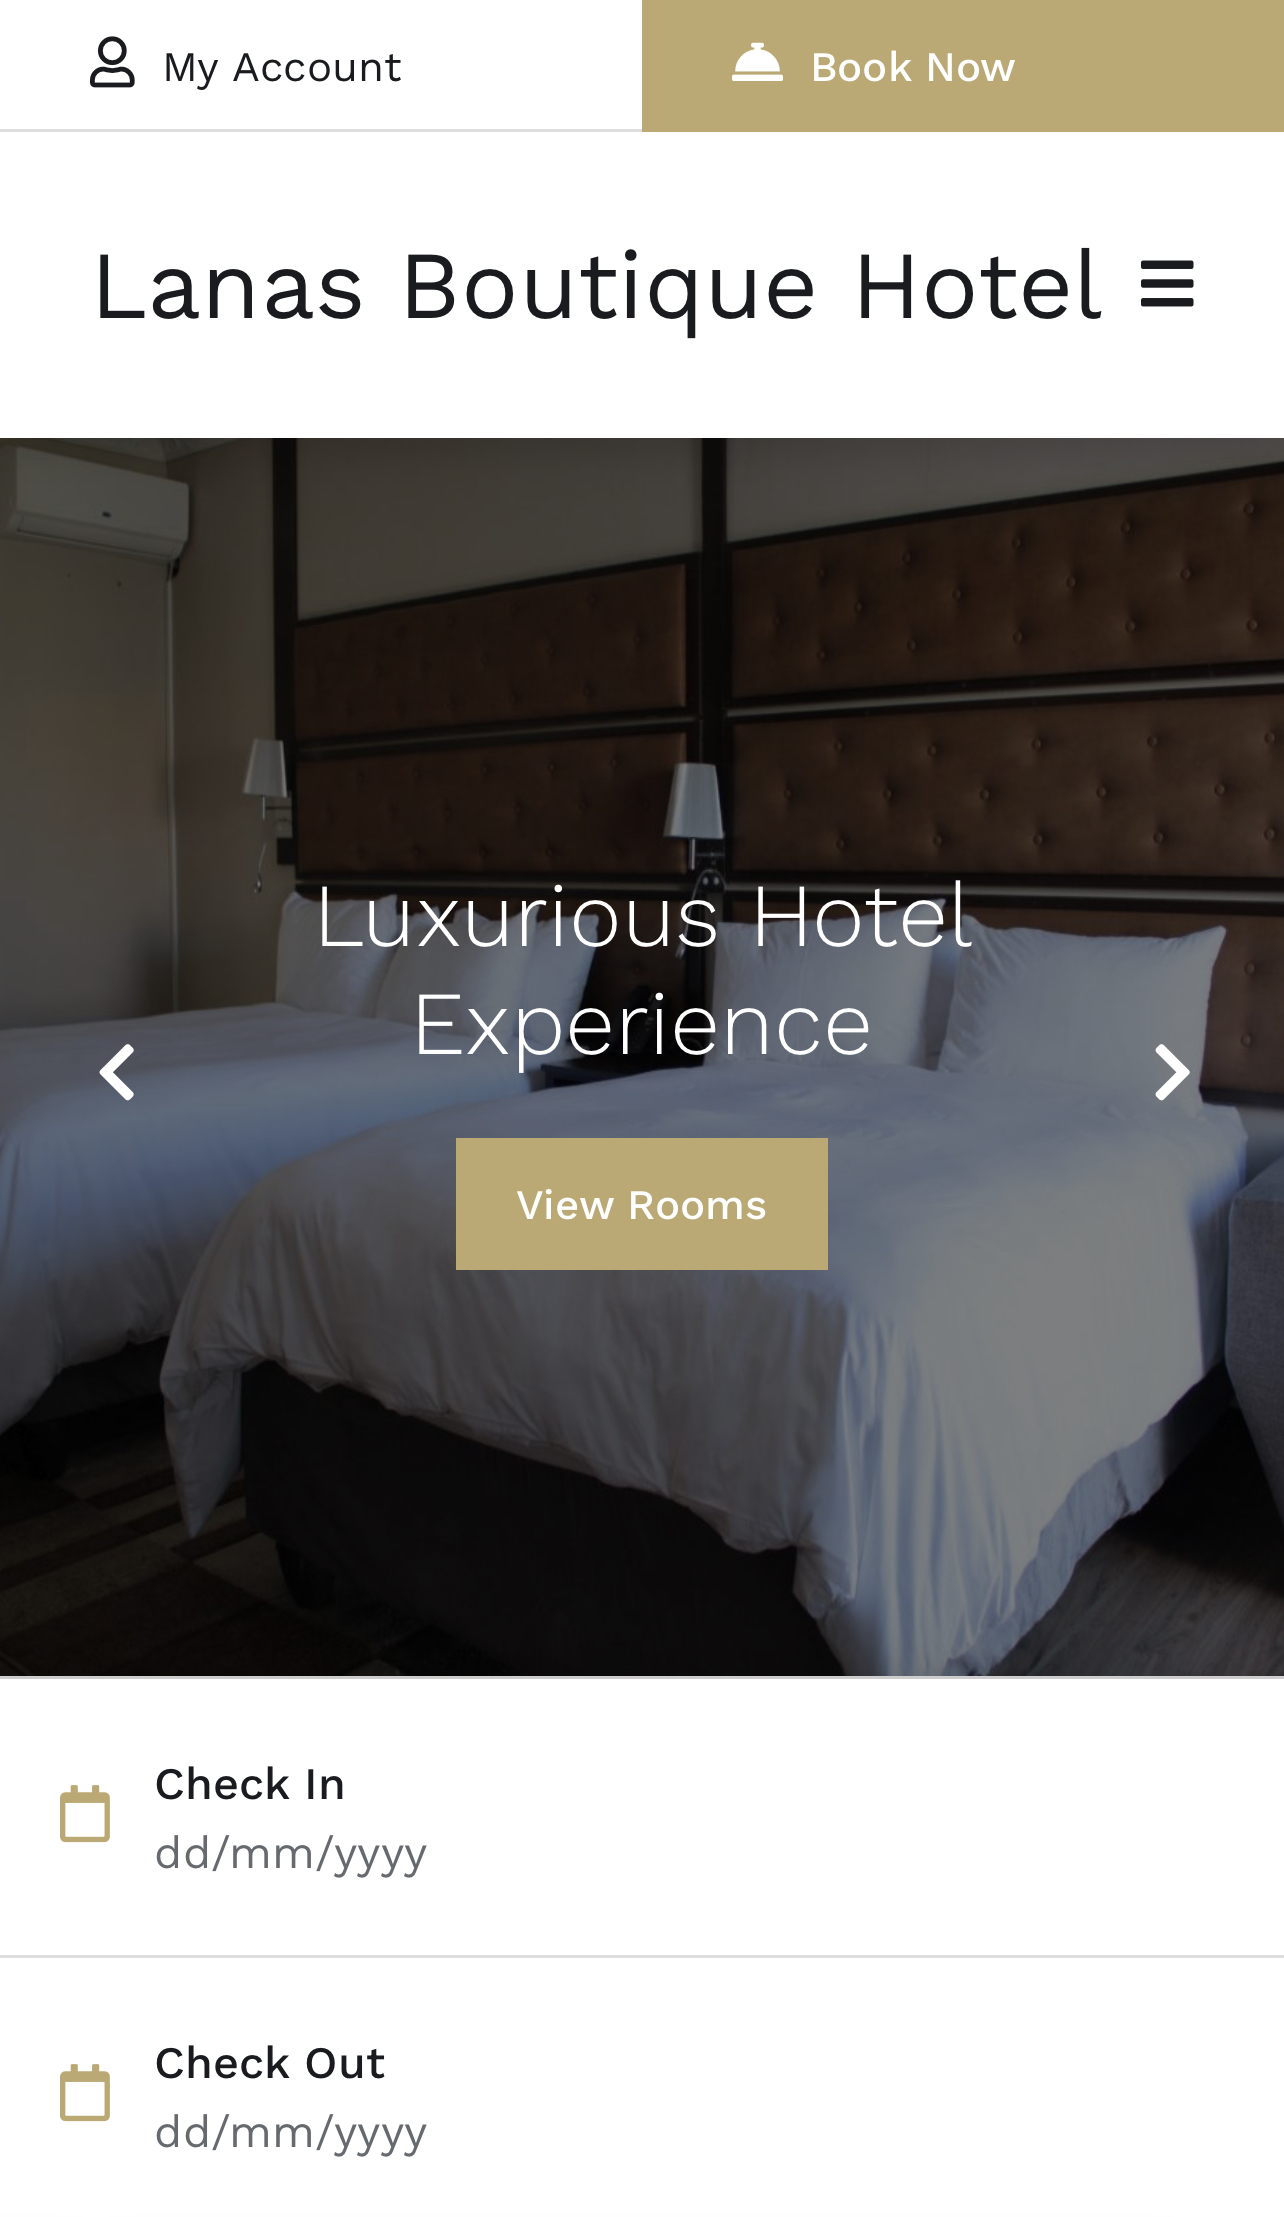 My Account
Book Now
Lanas Boutique Hotel
Luxurious Hotel
Experience
View Rooms
Check In
dd/mm/yyyy
Check Out
dd/mm/yyyy